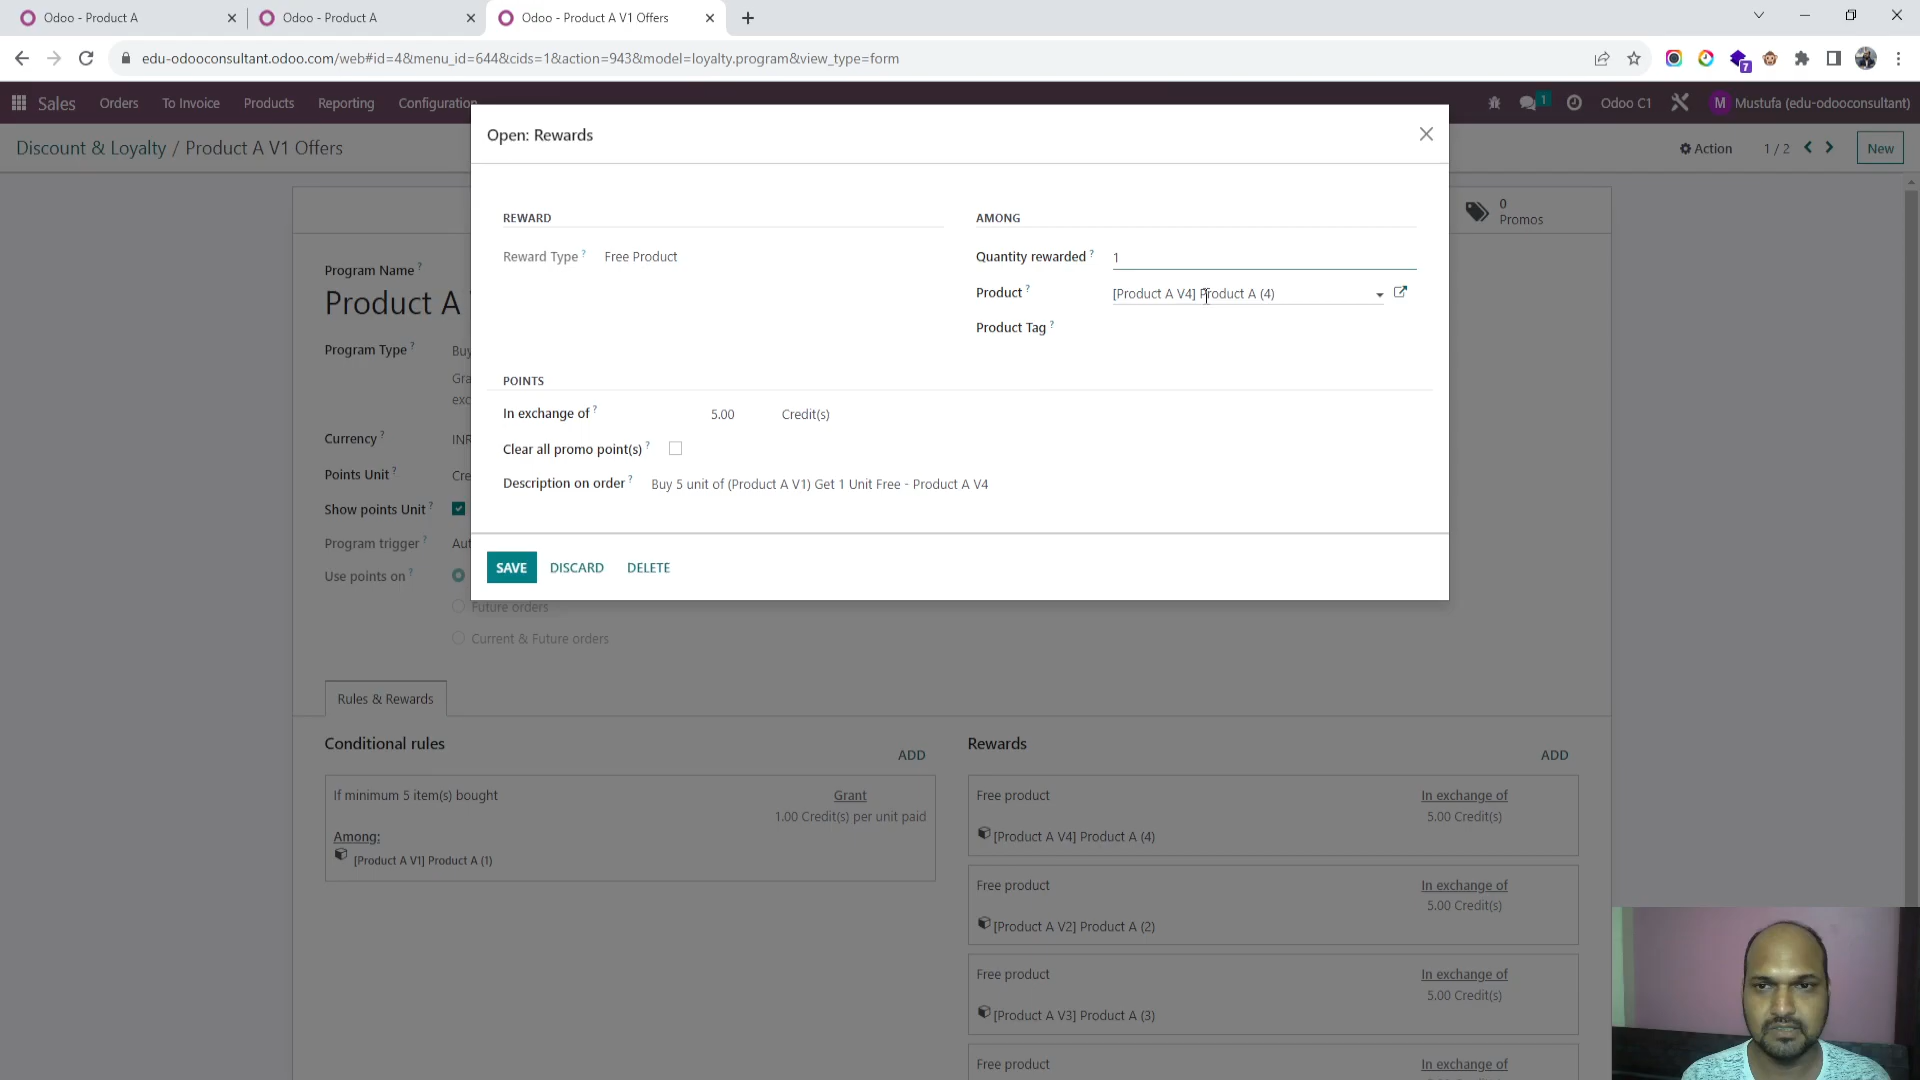 Odoo - Product A
Odoo - Product A
Odoo - Product A V1 Offers
edu-odooconsultant.odoo.com/web#id=4&menu_id=644&cids=1&action=943&model=loyalty.program&view_type=form
7
Sales
Orders
To Invoice
Products
Reporting
Configuration
1
Odoo C1
M
Mustufa (edu-odooconsultant)
Discount & Loyalty / Product A V1 Offers
Action
1 / 2
New
Open: Rewards
REWARD
Reward Type ?
Free Product
AMONG
Quantity rewarded ?
1
Product ?
[Product A V4] Product A (4)
Product Tag ?
POINTS
In exchange of ?
5.00
Credit(s)
Clear all promo point(s) ?
Description on order ?
Buy 5 unit of (Product A V1) Get 1 Unit Free - Product A V4
SAVE
DISCARD
DELETE
0
Promos
Program Name ?
Product A
Program Type ?
Buy
Gra
exc
Currency ?
INR
Points Unit ?
Cre
Show points Unit ?
Program trigger ?
Aut
Use points on ?
Future orders
Current & Future orders
Rules & Rewards
Conditional rules
ADD
If minimum 5 item(s) bought
Grant
1.00 Credit(s) per unit paid
Among:
[Product A V1] Product A (1)
Rewards
ADD
Free product
In exchange of
5.00 Credit(s)
[Product A V4] Product A (4)
Free product
In exchange of
5.00 Credit(s)
[Product A V2] Product A (2)
Free product
In exchange of
5.00 Credit(s)
[Product A V3] Product A (3)
Free product
In exchange of